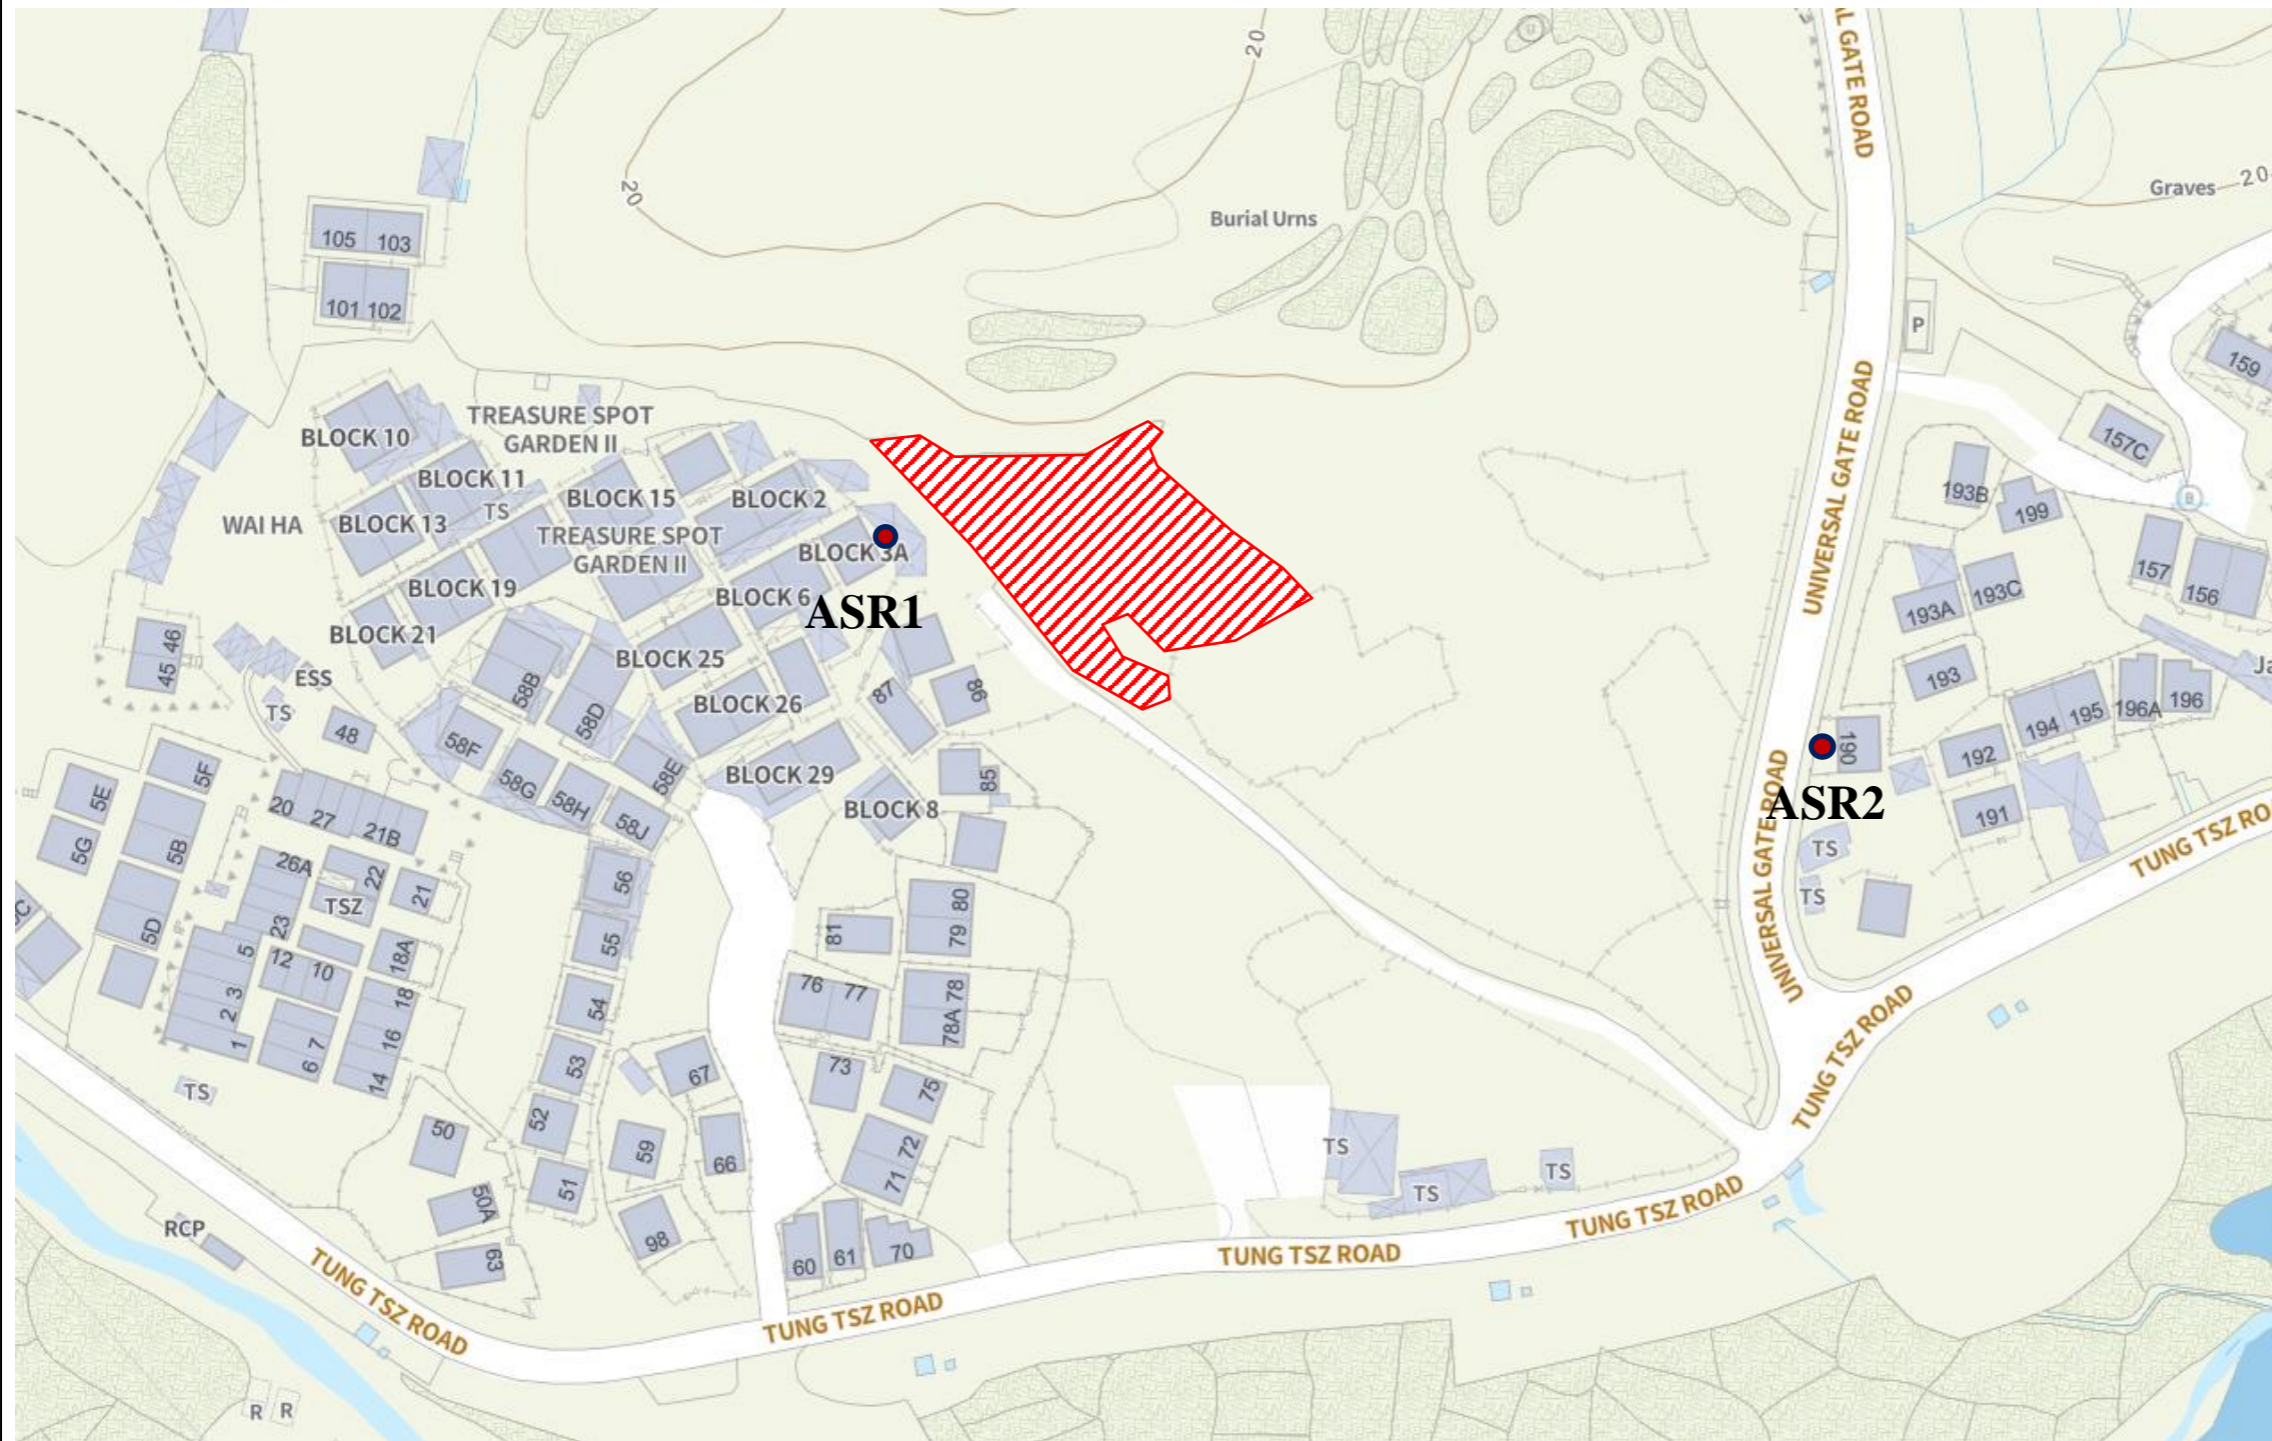 UNIVERSAL GATE ROAD
20
20
Graves
20
Burial Urns
105 103
101 102
P
159
TREASURE SPOT
GARDEN II
BLOCK 10
BLOCK 11
TS
BLOCK 15
BLOCK 2
WAI HA
BLOCK 13
TREASURE SPOT
GARDEN II
BLOCK 3A
ASR1
BLOCK 19
BLOCK 6
BLOCK 21
BLOCK 25
BLOCK 26
BLOCK 29
BLOCK 8
UNIVERSAL GATE ROAD
157C
B
193B
199
157
156
193A
193C
193
194
195
196A
196
190
192
191
ASR2
UNIVERSAL GATE ROAD
TS
TS
45 46
ESS
TS
48
58B
58D
58F
58G
58H
58E
58J
87
86
85
5E
5F
5G
5B
5D
20
27
21B
26A
22
TSZ
21
23
5
12
10
18A
3
2
1
6
7
18
16
14
56
55
54
53
52
51
81
80
79
76
77
78
78A
73
75
72
71
67
66
59
98
50
50A
63
60
61
70
TS
RCP
R R
TS
TS
TS
TUNG TSZ ROAD
TUNG TSZ ROAD
TUNG TSZ ROAD
TUNG TSZ ROAD
TUNG TSZ ROAD
TUNG TSZ RO